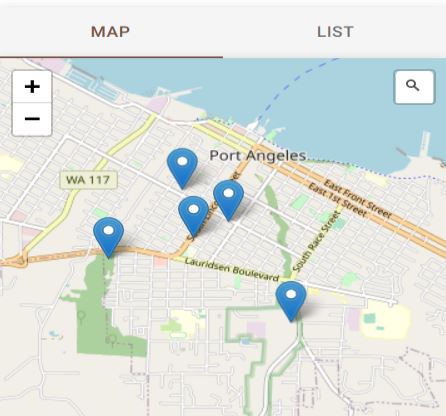 MAP
LIST
+
−
Port Angeles
WA 117
East Front Street
East 1st Street
South Race Street
Lauridsen Boulevard